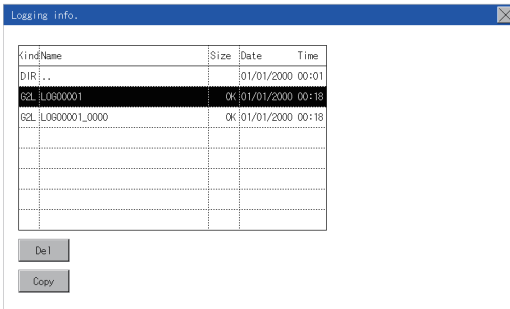 Logging info.
Kind Name Size Date Time
DIR .. 01/01/2000 00:01
G2L LOG00001 0K 01/01/2000 00:18
G2L LOG00001_0000 0K 01/01/2000 00:18
Del
Copy